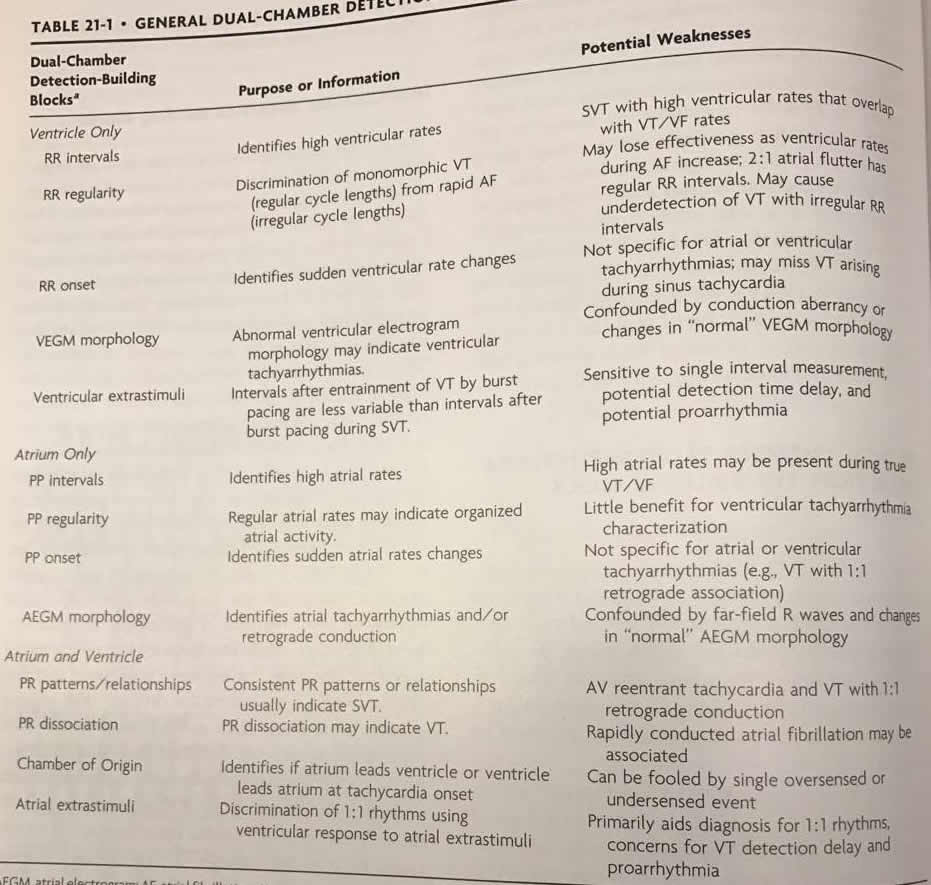 TABLE 21-1 • GENERAL DUAL-CHAMBER
Dual-Chamber
Detection-Building
Blocksᵃ
Purpose or Information
Potential Weaknesses
Ventricle Only
RR intervals
Identifies high ventricular rates
SVT with high ventricular rates that overlap
with VT/VF rates
RR regularity
Discrimination of monomorphic VT
(regular cycle lengths) from rapid AF
(irregular cycle lengths)
May lose effectiveness as ventricular rates
during AF increase; 2:1 atrial flutter has
regular RR intervals. May cause
underdetection of VT with irregular RR
intervals
RR onset
Identifies sudden ventricular rate changes
Not specific for atrial or ventricular
tachyarrhythmias; may miss VT arising
during sinus tachycardia
VEGM morphology
Abnormal ventricular electrogram
morphology may indicate ventricular
tachyarrhythmias.
Confounded by conduction aberrancy or
changes in “normal” VEGM morphology
Ventricular extrastimuli
Intervals after entrainment of VT by burst
pacing are less variable than intervals after
burst pacing during SVT.
Sensitive to single interval measurement,
potential detection time delay, and
potential proarrhythmia
Atrium Only
PP intervals
Identifies high atrial rates
High atrial rates may be present during true
VT/VF
PP regularity
Regular atrial rates may indicate organized
atrial activity.
Little benefit for ventricular tachyarrhythmia
characterization
PP onset
Identifies sudden atrial rates changes
Not specific for atrial or ventricular
tachyarrhythmias (e.g., VT with 1:1
retrograde association)
AEGM morphology
Identifies atrial tachyarrhythmias and/or
retrograde conduction
Confounded by far-field R waves and changes
in “normal” AEGM morphology
Atrium and Ventricle
PR patterns/relationships
Consistent PR patterns or relationships
usually indicate SVT.
AV reentrant tachycardia and VT with 1:1
retrograde conduction
PR dissociation
PR dissociation may indicate VT.
Rapidly conducted atrial fibrillation may be
associated
Chamber of Origin
Identifies if atrium leads ventricle or ventricle
leads atrium at tachycardia onset
Can be fooled by single oversensed or
undersensed event
Atrial extrastimuli
Discrimination of 1:1 rhythms using
ventricular response to atrial extrastimuli
Primarily aids diagnosis for 1:1 rhythms,
concerns for VT detection delay and
proarrhythmia